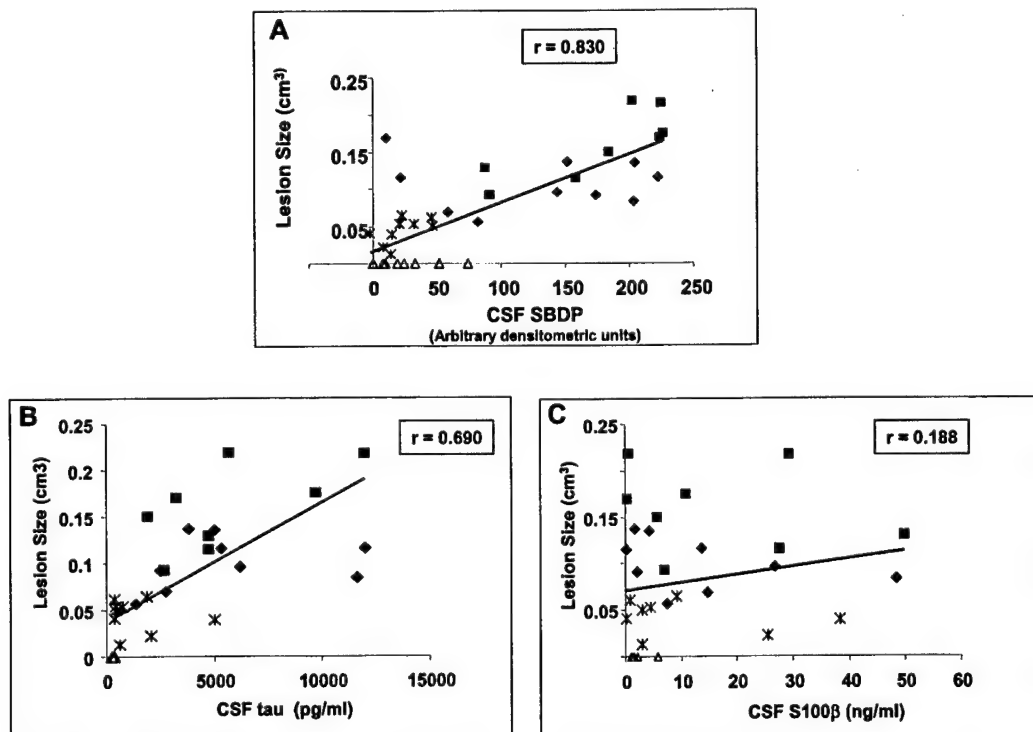 A
r = 0.830
Lesion Size (cm³)
0.25
0.15
0.05
0
50
100
150
200
250
CSF SBDP
(Arbitrary densitometric units)
B
r = 0.690
Lesion Size (cm3)
0.25
0.2
0.15
0.1
0.05
0
0
5000
10000
15000
CSF tau (pg/ml)
C
r = 0.188
Lesion Size (cm³)
0.25
0.15
0.05
0
10
20
30
40
50
60
CSF S100β (ng/ml)